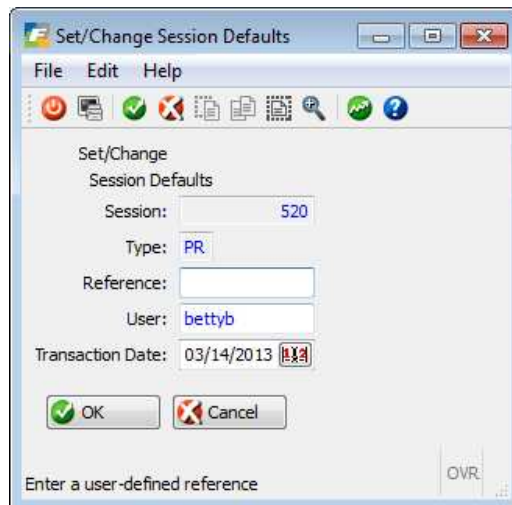 Set/Change Session Defaults
File Edit Help
Set/Change
Session Defaults
Session: 520
Type: PR
Reference:
User: bettyb
Transaction Date: 03/14/2013
OK Cancel
Enter a user-defined reference OVR